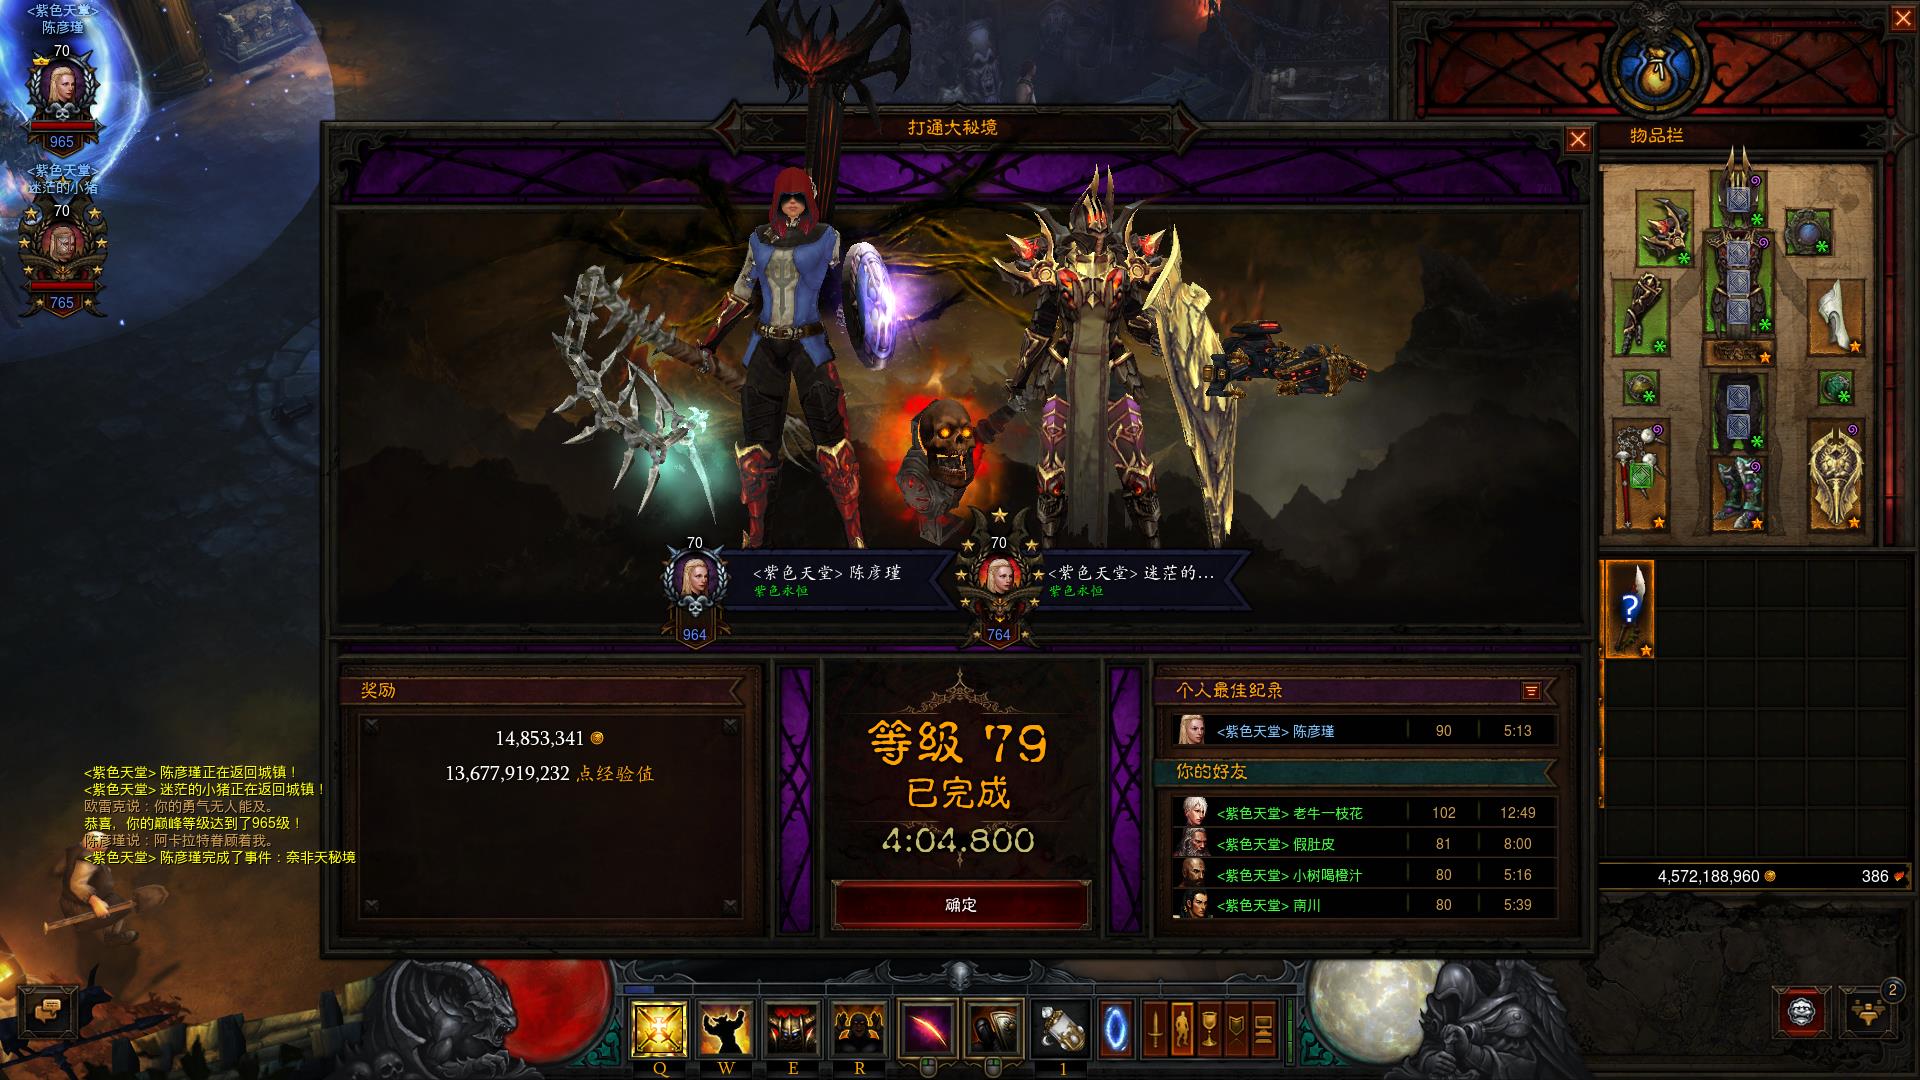 <紫色天堂>
陈彦瑾
70
965
<紫色天堂>
迷茫的小猪
70
765
打通大秘境
物品栏
70
<紫色天堂> 陈彦瑾
紫色永恒
964
70
<紫色天堂> 迷茫的...
紫色永恒
764
奖励
14,853,341
13,677,919,232 点经验值
等级 79
已完成
4:04.800
确定
个人最佳纪录
<紫色天堂> 陈彦瑾 90 5:13
你的好友
<紫色天堂> 老牛一枝花 102 12:49
<紫色天堂> 假肚皮 81 8:00
<紫色天堂> 小树喝橙汁 80 5:16
<紫色天堂> 南川 80 5:39
?
4,572,188,960
386
<紫色天堂> 陈彦瑾正在返回城镇！
<紫色天堂> 迷茫的小猪正在返回城镇！
欧雷克说：你的勇气无人能及。
恭喜，你的巅峰等级达到了965级！
陈彦瑾说：阿卡拉特眷顾着我。
<紫色天堂> 陈彦瑾完成了事件：奈非天秘境
Q W E R 1
2